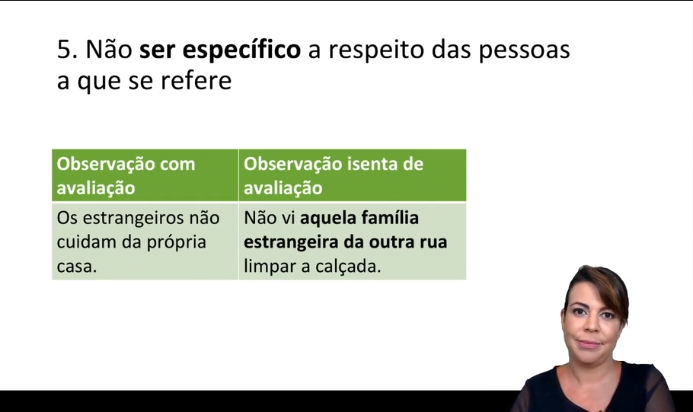 5. Não ser específico a respeito das pessoas
a que se refere
Observação com
avaliação
Observação isenta de
avaliação
Os estrangeiros não
cuidam da própria
casa.
Não vi aquela família
estrangeira da outra rua
limpar a calçada.